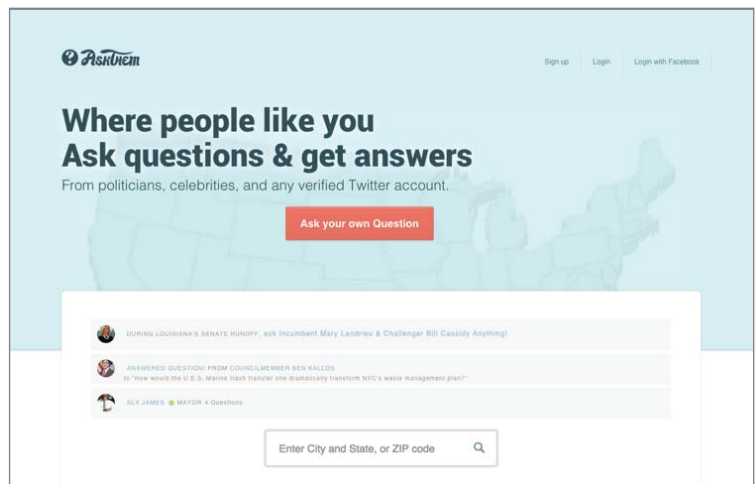 AskThem
Sign up Login Login with Facebook
Where people like you
Ask questions & get answers
From politicians, celebrities, and any verified Twitter account.
Ask your own Question
DURING LOUISIANA'S SENATE RUNOFF, ask Incumbent Mary Landrieu & Challenger Bill Cassidy Anything!
ANSWERED QUESTION! FROM COUNCILMEMBER BEN KALLOS
to "How would the U.E.S. Marine trash transfer site dramatically transform NYC's waste management plan?"
SLY JAMES MAYOR 4 Questions
Enter City and State, or ZIP code